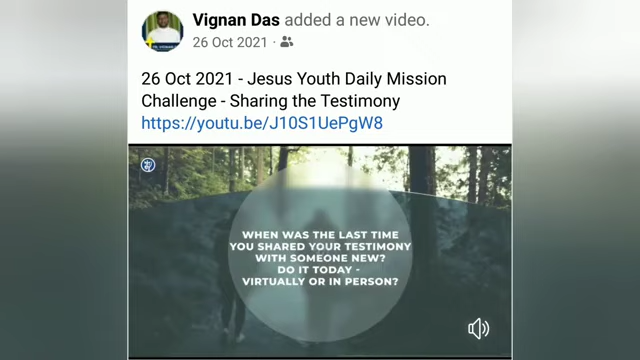 Vignan Das added a new video.
26 Oct 2021 ·
26 Oct 2021 - Jesus Youth Daily Mission
Challenge - Sharing the Testimony
https://youtu.be/J10S1UePgW8
WHEN WAS THE LAST TIME
YOU SHARED YOUR TESTIMONY
WITH SOMEONE NEW?
DO IT TODAY -
VIRTUALLY OR IN PERSON?